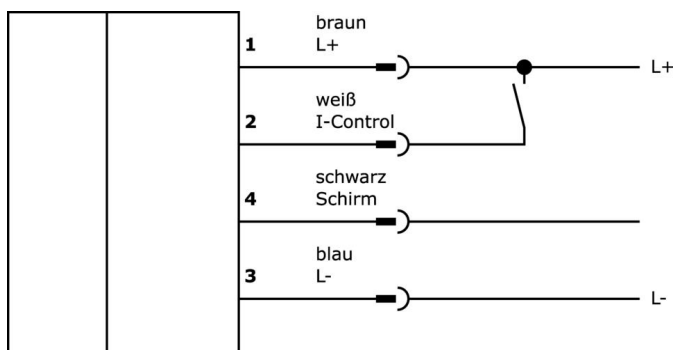 braun
1 L+ L+
weiß
2 I-Control
schwarz
4 Schirm
blau
3 L- L-